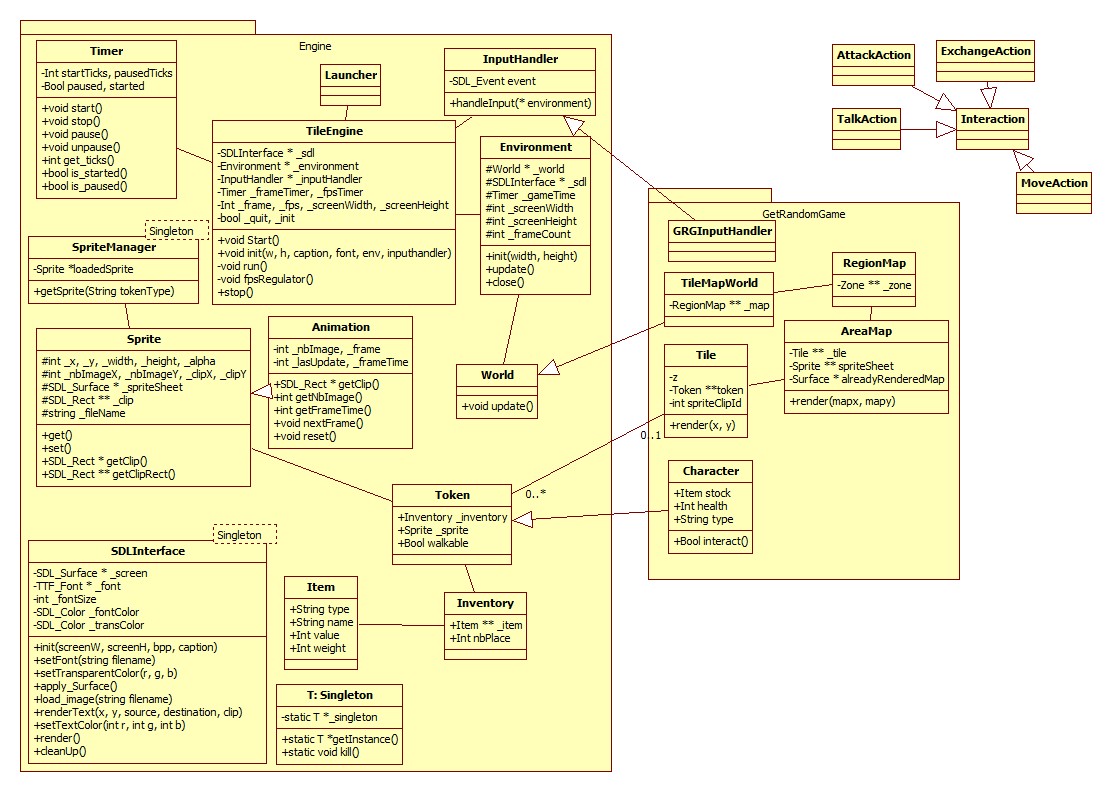 Engine
Timer
-Int startTicks, pausedTicks
-Bool paused, started
+void start()
+void stop()
+void pause()
+void unpause()
+int get_ticks()
+bool is_started()
+bool is_paused()
Launcher
InputHandler
-SDL_Event event
+handleInput(* environment)
TileEngine
-SDLInterface * _sdl
-Environment * _environment
-InputHandler * _inputHandler
-Timer _frameTimer, _fpsTimer
-Int _frame, _fps, _screenWidth, _screenHeight
-bool _quit, _init
+void Start()
+void init(w, h, caption, font, env, inputhandler)
-void run()
-void fpsRegulator()
+stop()
Environment
#World * _world
#SDLInterface * _sdl
#Timer _gameTime
#int _screenWidth
#int _screenHeight
#int _frameCount
+init(width, height)
+update()
+close()
Singleton
SpriteManager
-Sprite *loadedSprite
+getSprite(String tokenType)
Sprite
#int _x, _y, _width, _height, _alpha
#int _nbImageX, _nbImageY, _clipX, _clipY
#SDL_Surface * _spriteSheet
#SDL_Rect ** _clip
#string _fileName
+get()
+set()
+SDL_Rect * getClip()
+SDL_Rect ** getClipRect()
Animation
-int _nbImage, _frame
-int _lasUpdate, _frameTime
+SDL_Rect * getClip()
+int getNbImage()
+int getFrameTime()
+void nextFrame()
+void reset()
World
+void update()
Token
+Inventory _inventory
+Sprite _sprite
+Bool walkable
0..*
0..1
Singleton
SDLInterface
-SDL_Surface * _screen
-TTF_Font * _font
-int _fontSize
-SDL_Color _fontColor
-SDL_Color _transColor
+init(screenW, screenH, bpp, caption)
+setFont(string filename)
+setTransparentColor(r, g, b)
+apply_Surface()
+load_image(string filename)
+renderText(x, y, source, destination, clip)
+setTextColor(int r, int g, int b)
+render()
+cleanUp()
Item
+String type
+String name
+Int value
+Int weight
Inventory
+Item ** _item
+Int nbPlace
T: Singleton
-static T *_singleton
+static T *getInstance()
+static void kill()
GetRandomGame
GRGInputHandler
TileMapWorld
-RegionMap ** _map
RegionMap
-Zone ** _zone
AreaMap
-Tile ** _tile
-Sprite ** spriteSheet
-Surface * alreadyRenderedMap
+render(mapx, mapy)
Tile
-z
-Token **token
-int spriteClipId
+render(x, y)
Character
+Item stock
+Int health
+String type
+Bool interact()
AttackAction
ExchangeAction
TalkAction
Interaction
MoveAction